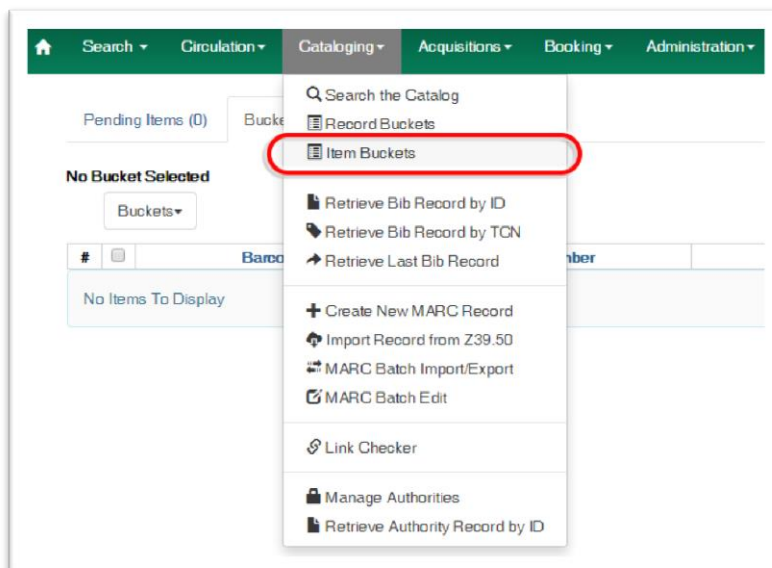 Search Circulation Cataloging Acquisitions Booking Administration
Search the Catalog
Pending Items (0) Bucke Record Buckets
Item Buckets
No Bucket Selected
Buckets Retrieve Bib Record by ID
Retrieve Bib Record by TCN
# Barco Retrieve Last Bib Record nber
No Items To Display Create New MARC Record
Import Record from Z39.50
MARC Batch Import/Export
MARC Batch Edit
Link Checker
Manage Authorities
Retrieve Authority Record by ID